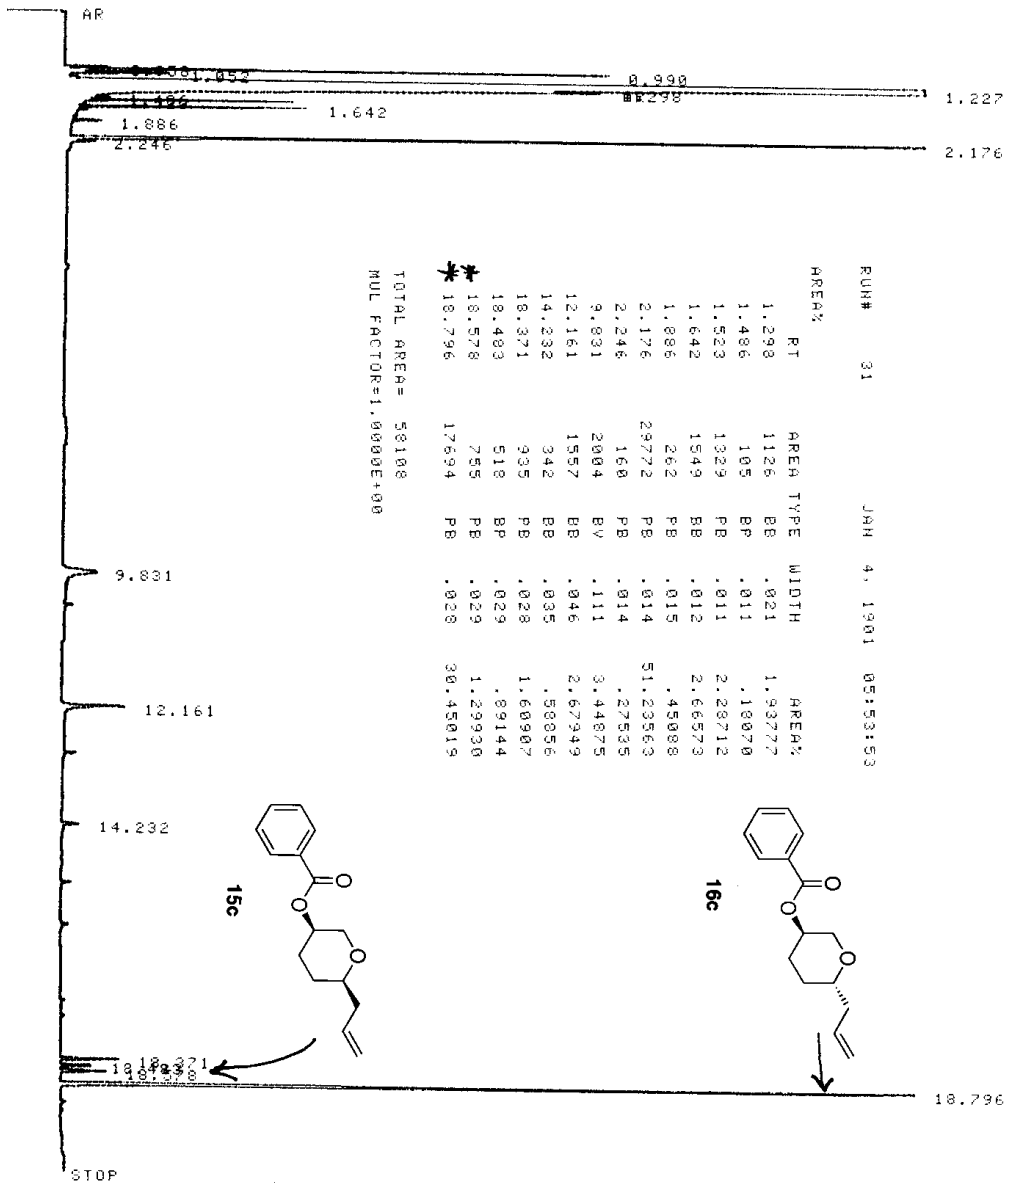 AR
1.052
0.990
1.227
1.642
1.886
2.246
2.176
RUN# 31 JAN 4, 1901 05:53:53
AREA%
RT AREA TYPE WIDTH AREA%
1.298 1126 BB .021 1.93777
1.486 105 BP .011 .18070
1.523 1329 PB .011 2.28712
1.642 1549 BB .012 2.66573
1.886 262 PB .015 .45088
2.176 29772 PB .014 51.23563
2.246 160 PB .014 .27535
9.831 2004 BV .111 3.44875
12.161 1557 BB .046 2.67949
14.232 342 BB .035 .58856
18.371 935 PB .028 1.60907
18.483 518 BP .029 .89144
* 18.578 755 PB .029 1.29930
* 18.796 17694 PB .028 30.45019
TOTAL AREA= 58108
MUL FACTOR=1.0000E+00
9.831
12.161
14.232
O
O
O
16c
O
O
O
15c
18.371
18.578
18.796
STOP